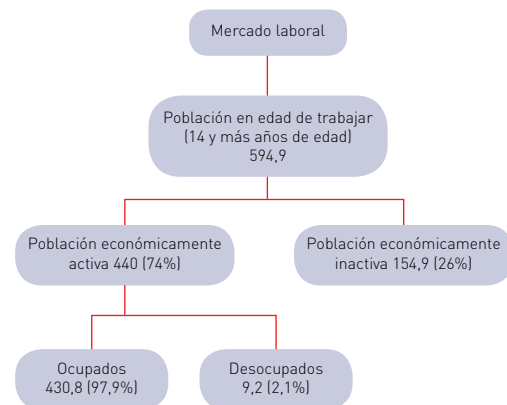 Mercado laboral
Población en edad de trabajar
(14 y más años de edad)
594,9
Población económicamente
activa 440 (74%)
Población económicamente
inactiva 154,9 (26%)
Ocupados
430,8 (97,9%)
Desocupados
9,2 (2,1%)